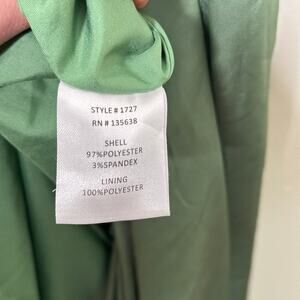 STYLE # 1727
RN # 135638
SHELL
97%POLYESTER
3%SPANDEX
LINING
100%POLYESTER